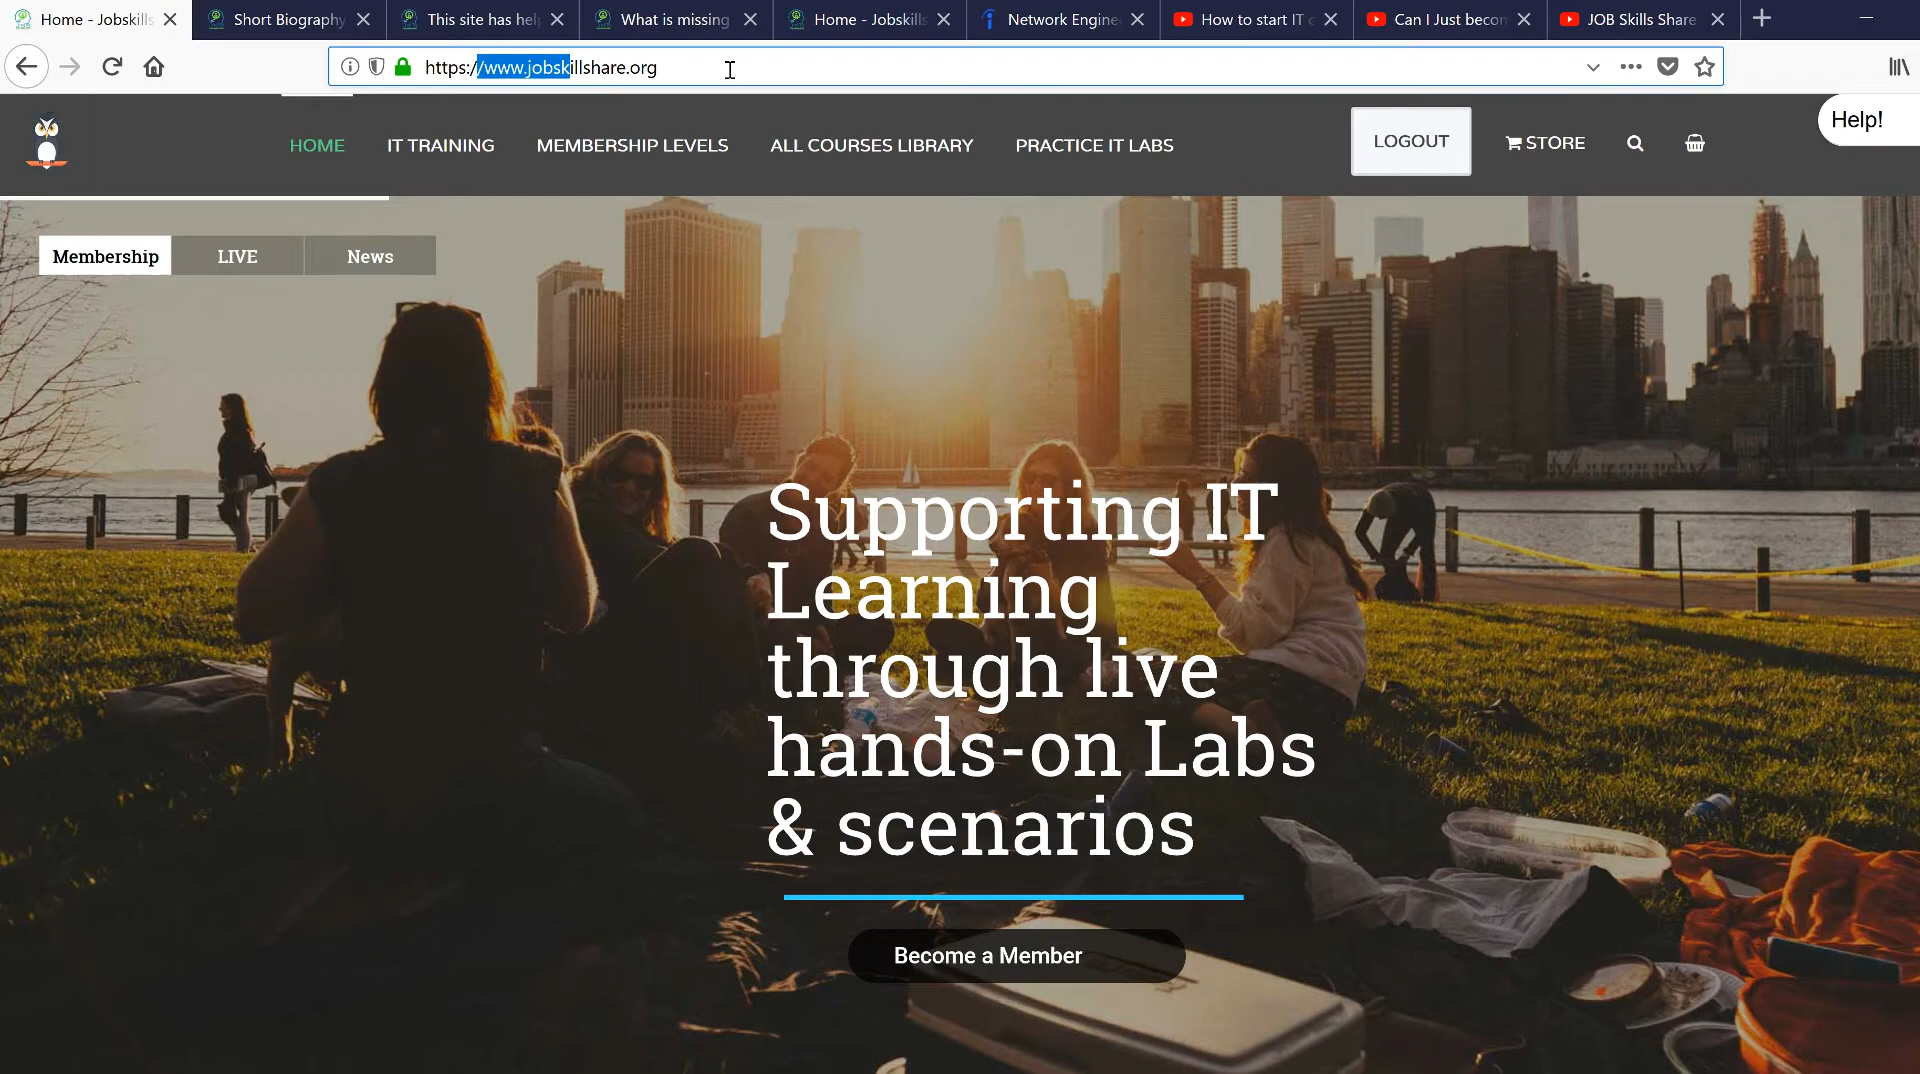 Home - Jobskills
Short Biography
This site has hel
What is missing
Home - Jobskills
Network Engine
How to start IT c
Can I Just becom
JOB Skills Share
https://www.jobskillshare.org
Help!
HOME
IT TRAINING
MEMBERSHIP LEVELS
ALL COURSES LIBRARY
PRACTICE IT LABS
LOGOUT
STORE
Membership
LIVE
News
Supporting IT
Learning
through live
hands-on Labs
& scenarios
Become a Member